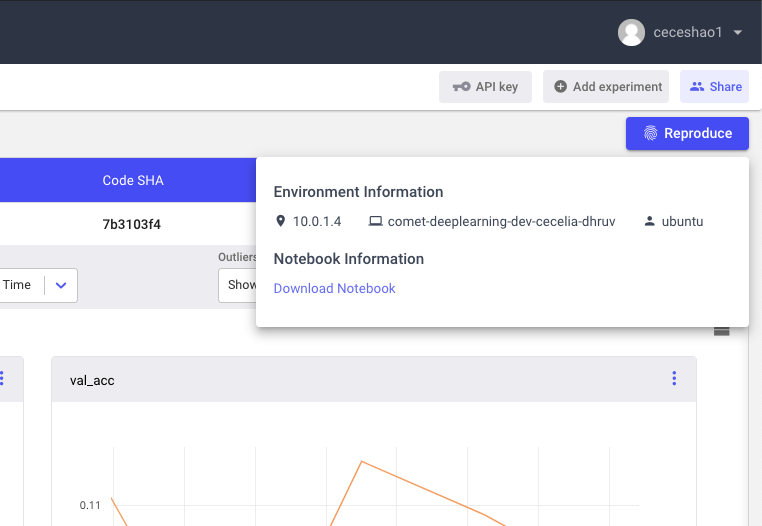 ceceshao1
API key
Add experiment
Share
Reproduce
Code SHA
7b3103f4
Environment Information
10.0.1.4 comet-deeplearning-dev-cecelia-dhruv ubuntu
Notebook Information
Download Notebook
Outliers
Time
Show
val_acc
0.11